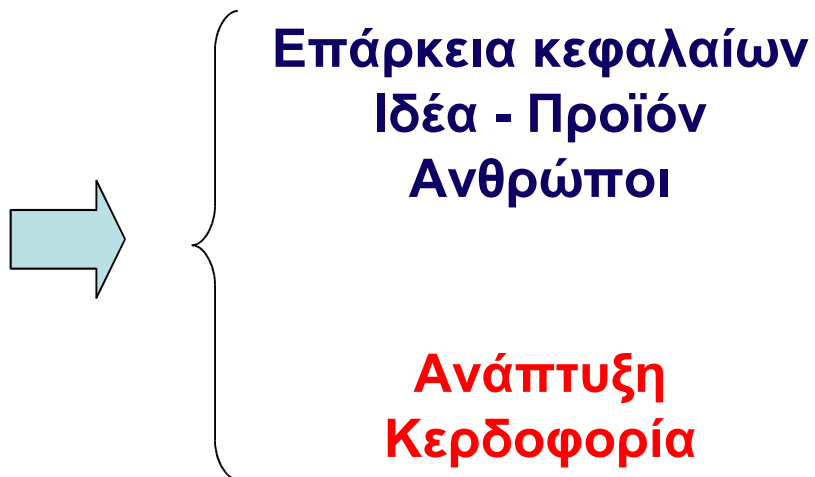 Επάρκεια κεφαλαίων
Ιδέα - Προϊόν
Ανθρώποι
Ανάπτυξη
Κερδοφορία